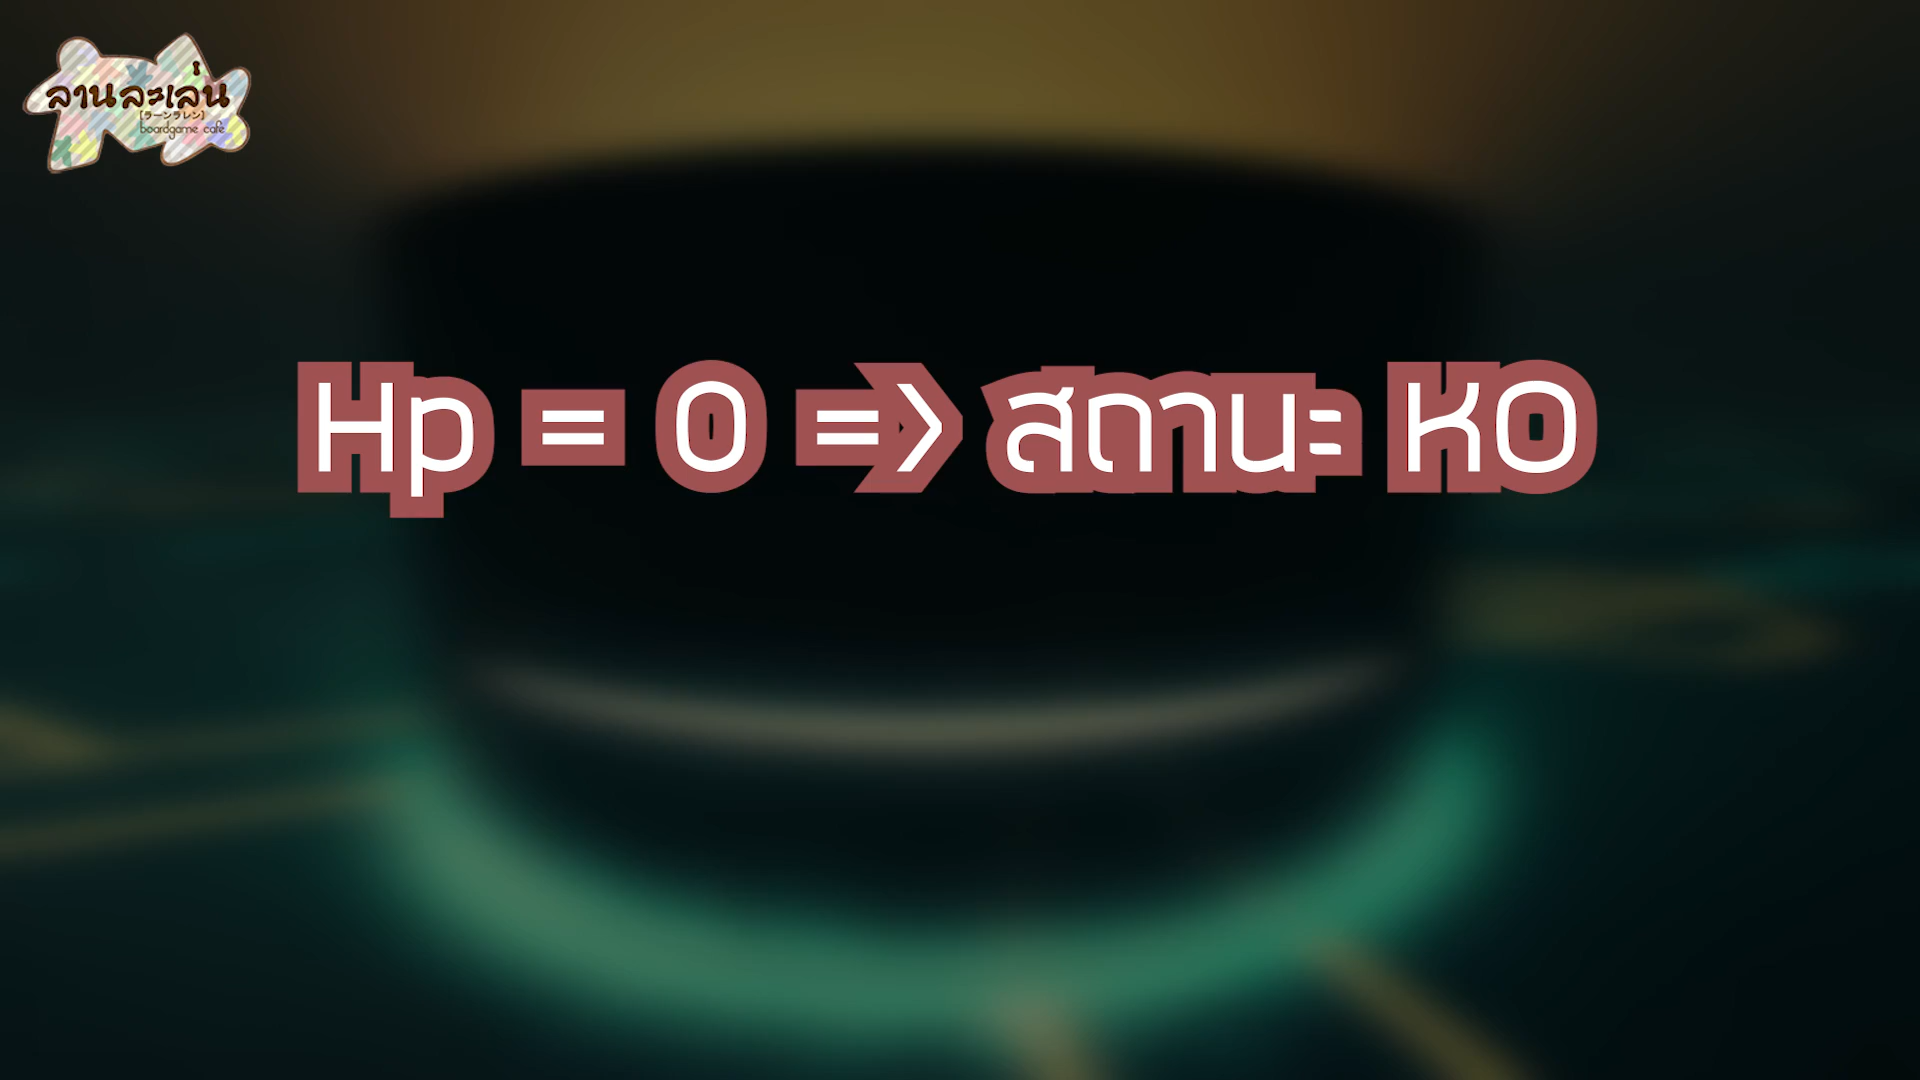 ลานละเล่น
[ラーンラレン]
boardgame cafe
Hp = 0 => สถานะ KO